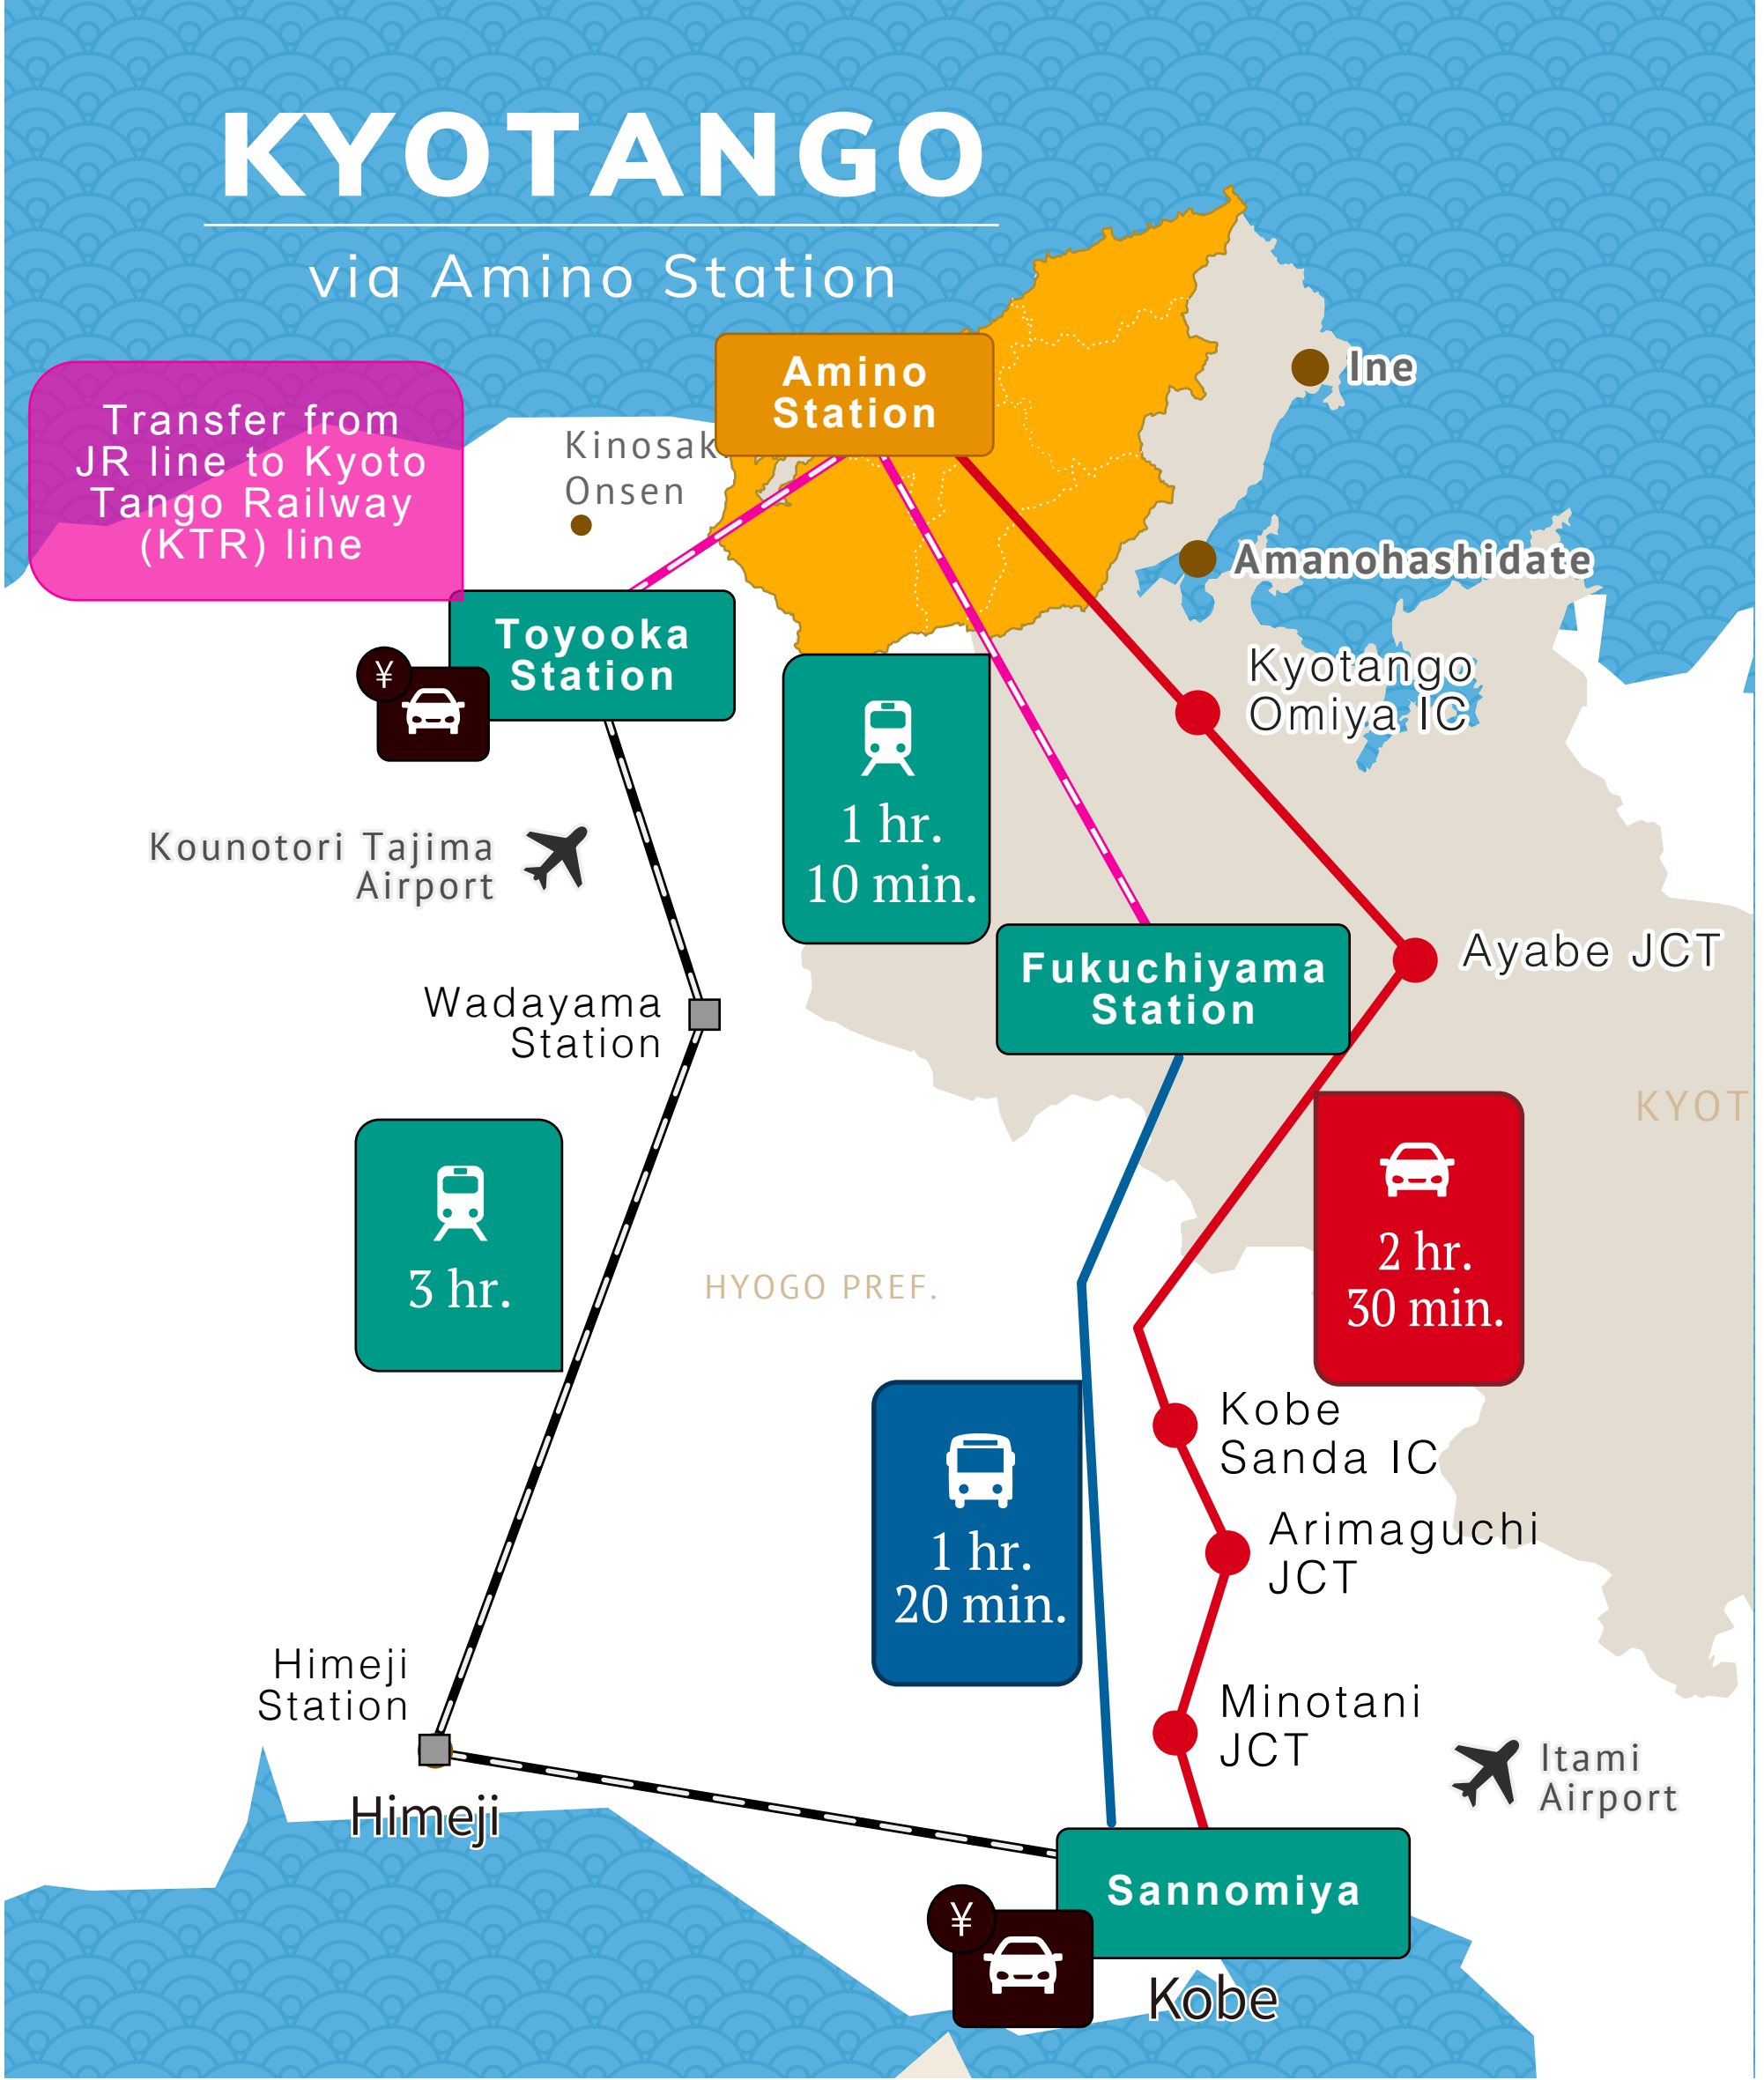 KYOTANGO
via Amino Station
Amino
Station
Ine
Transfer from
JR line to Kyoto
Tango Railway
(KTR) line
Kinosak
Onsen
Amanohashidate
Toyooka
Station
¥
Kyotango
Omiya IC
1 hr.
10 min.
Kounotori Tajima
Airport
Ayabe JCT
Fukuchiyama
Station
Wadayama
Station
KYOT
2 hr.
30 min.
3 hr.
HYOGO PREF.
Kobe
Sanda IC
1 hr.
20 min.
Arimaguchi
JCT
Himeji
Station
Minotani
JCT
Itami
Airport
Himeji
Sannomiya
¥
Kobe